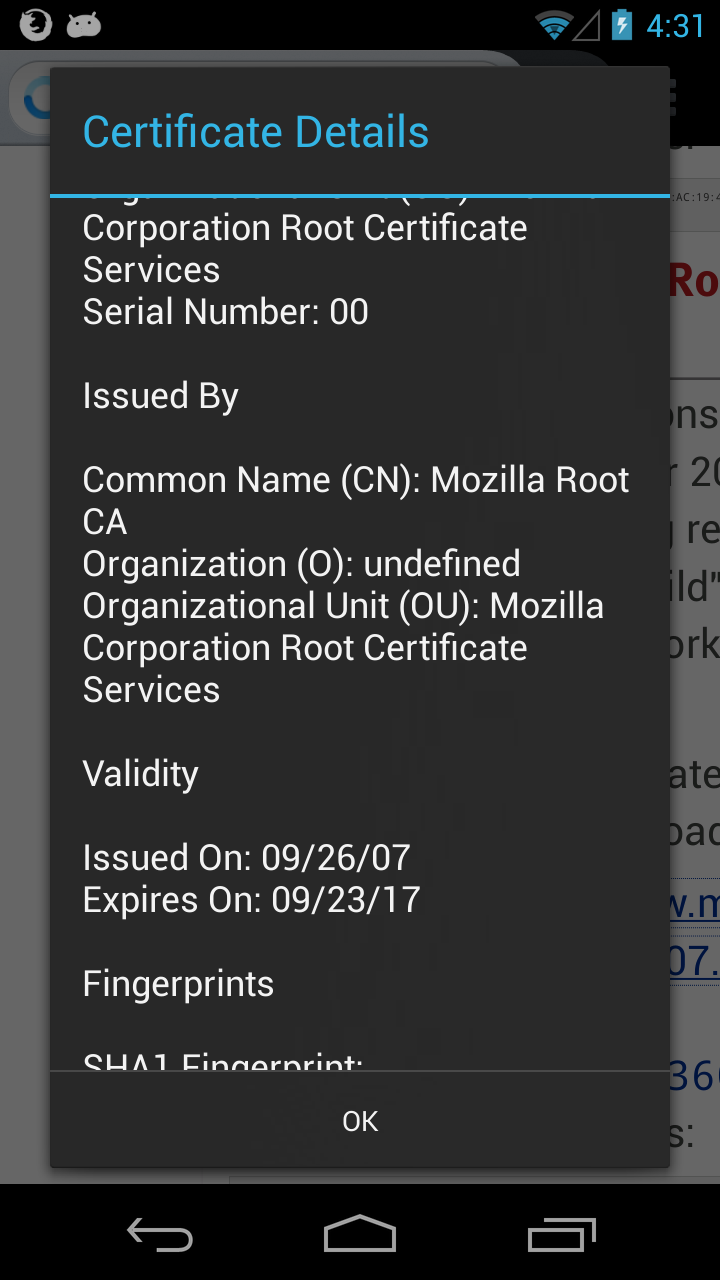 4:31
Certificate Details
Corporation Root Certificate
Services
Serial Number: 00
Issued By
Common Name (CN): Mozilla Root
CA
Organization (O): undefined
Organizational Unit (OU): Mozilla
Corporation Root Certificate
Services
Validity
Issued On: 09/26/07
Expires On: 09/23/17
Fingerprints
SHA1 Fingerprint:
OK